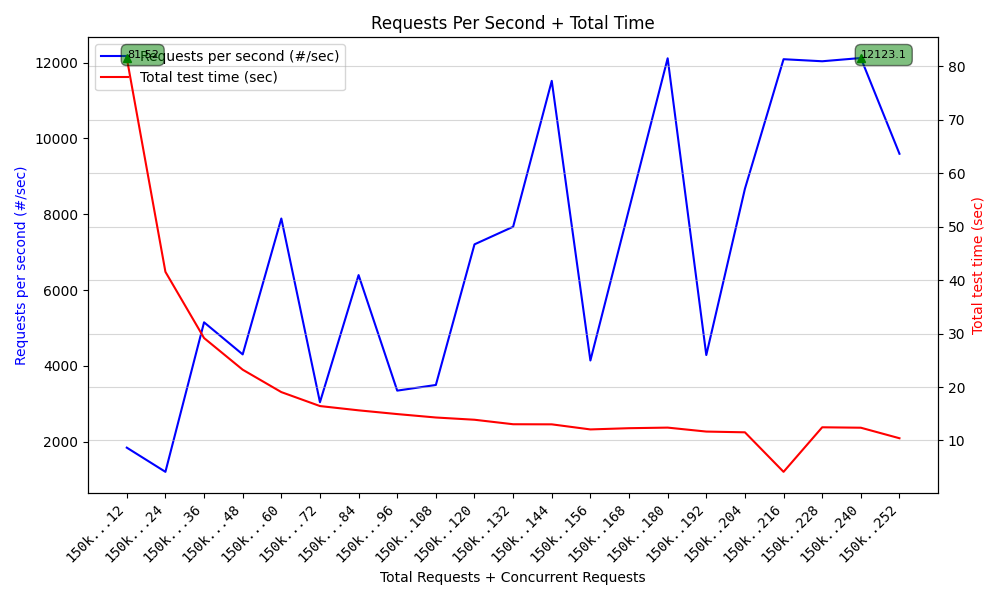 Requests Per Second + Total Time
Requests per second (#/sec)
Total test time (sec)
81.52
12123.1
12000
10000
8000
6000
4000
2000
Requests per second (#/sec)
80
70
60
50
40
30
20
10
Total test time (sec)
150k...12
150k...24
150k...36
150k...48
150k...60
150k...72
150k...84
150k...96
150k..108
150k..120
150k..132
150k..144
150k..156
150k..168
150k..180
150k..192
150k..204
150k..216
150k..228
150k..240
150k..252
Total Requests + Concurrent Requests